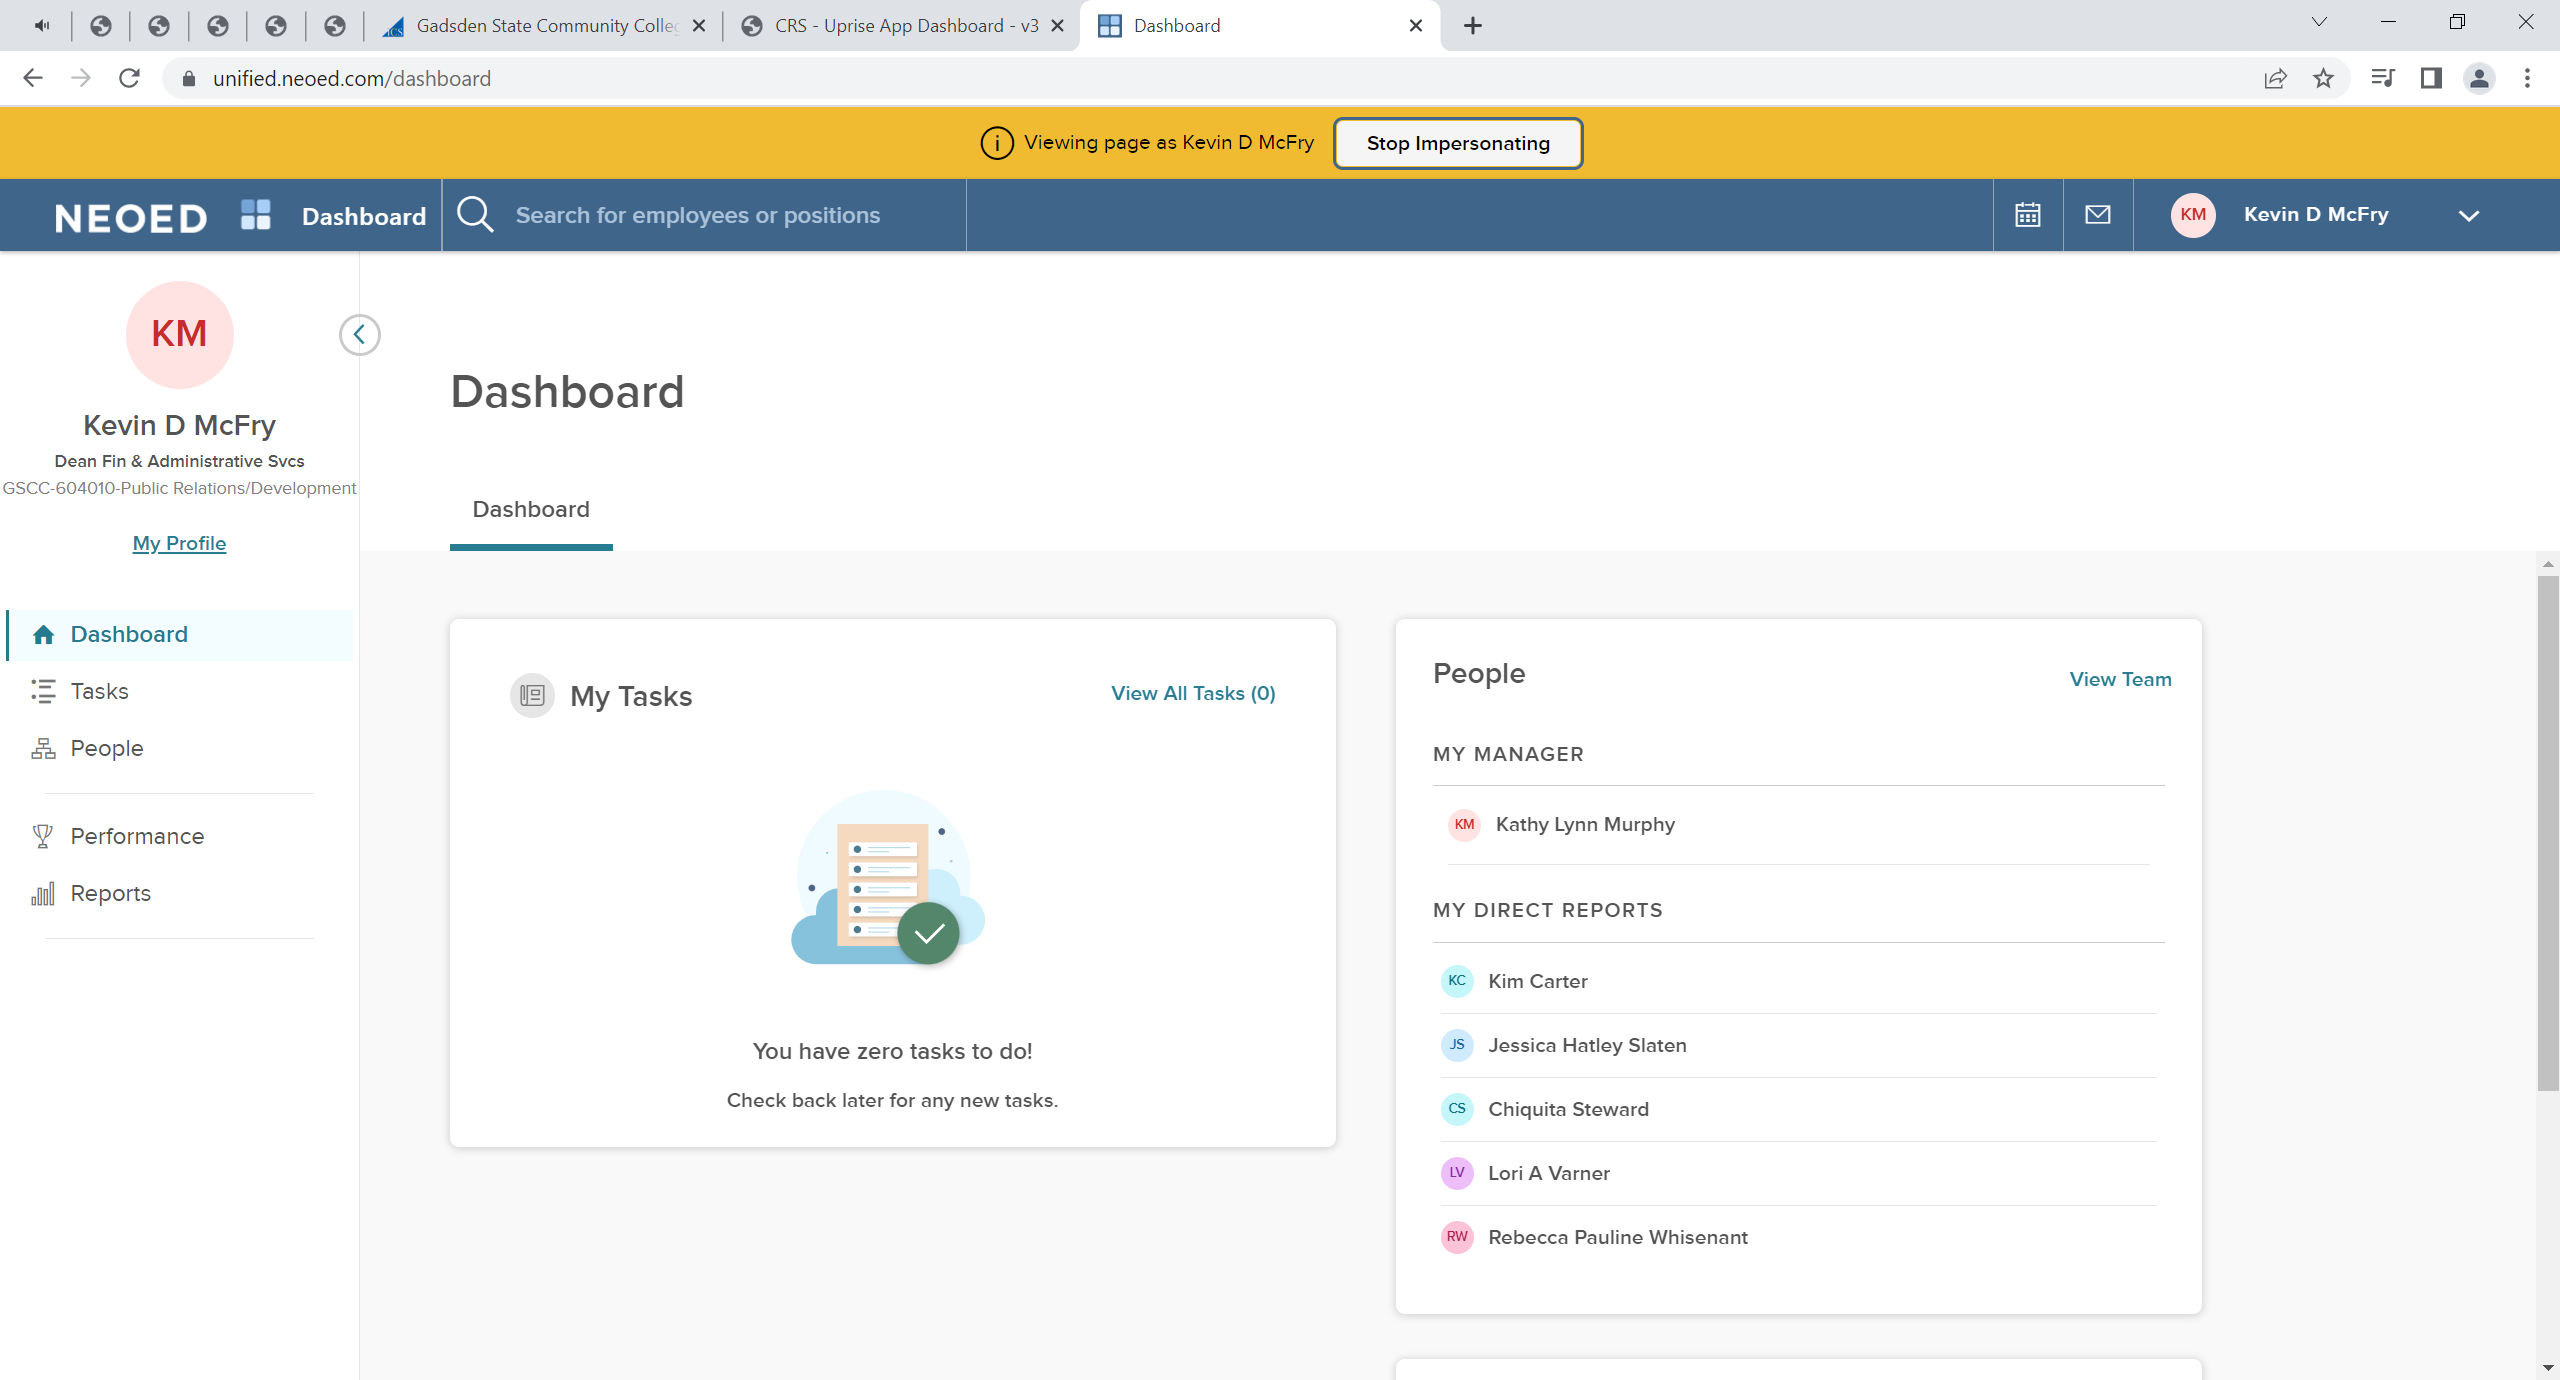 Gadsden State Community Colleg
CRS - Uprise App Dashboard - v3
Dashboard
unified.neoed.com/dashboard
Viewing page as Kevin D McFry
Stop Impersonating
NEOED
Dashboard
Search for employees or positions
KM
Kevin D McFry
KM
Kevin D McFry
Dean Fin & Administrative Svcs
GSCC-604010-Public Relations/Development
My Profile
Dashboard
Tasks
People
Performance
Reports
Dashboard
Dashboard
My Tasks
View All Tasks (0)
You have zero tasks to do!
Check back later for any new tasks.
People
View Team
MY MANAGER
KM
Kathy Lynn Murphy
MY DIRECT REPORTS
KC
Kim Carter
JS
Jessica Hatley Slaten
CS
Chiquita Steward
LV
Lori A Varner
RW
Rebecca Pauline Whisenant